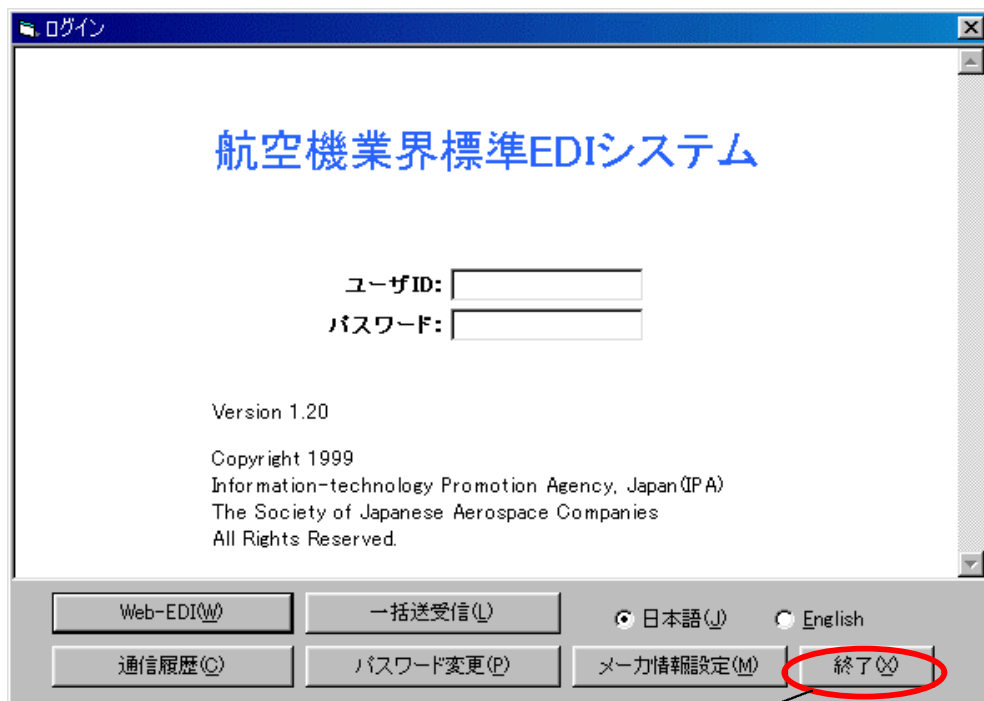 ログイン
航空機業界標準EDIシステム
ユーザID:
パスワード:
Version 1.20
Copyright 1999
Information-technology Promotion Agency, Japan(IPA)
The Society of Japanese Aerospace Companies
All Rights Reserved.
Web-EDI(W) 一括送受信(L) 日本語(J) English
通信履歴(C) パスワード変更(P) メーカ情報設定(M) 終了(X)